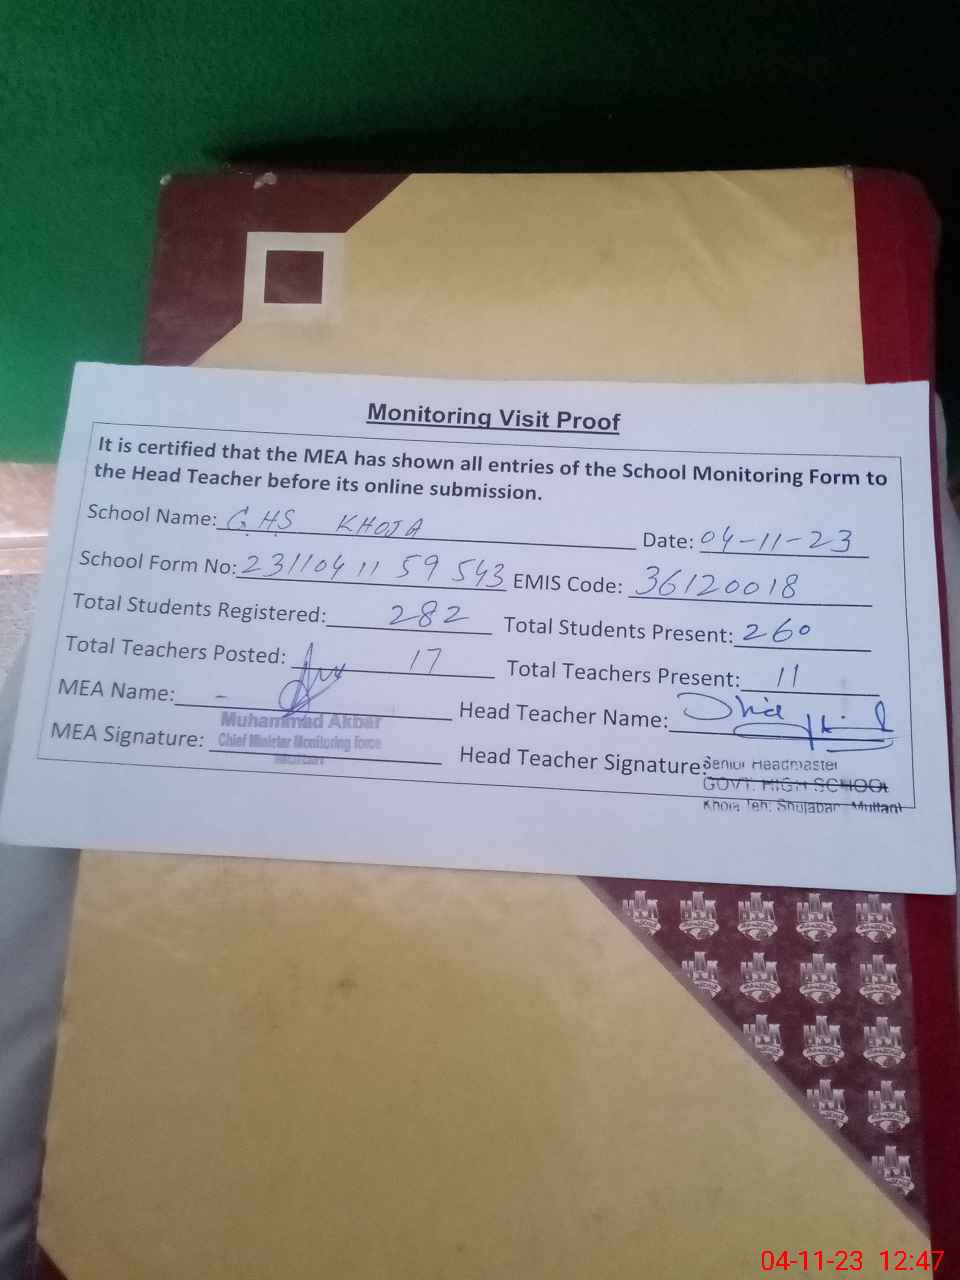 Monitoring Visit Proof
It is certified that the MEA has shown all entries of the School Monitoring Form to
the Head Teacher before its online submission.
School Name: G.H.S KHOJA Date: 04-11-23
School Form No: 231104 11 59 543 EMIS Code: 36120018
Total Students Registered: 282 Total Students Present: 260
Total Teachers Posted: 17 Total Teachers Present: 11
MEA Name: Head Teacher Name:
Muhammad Akbar
Chief Minister Monitoring Force
Multan
MEA Signature: Head Teacher Signature:
Senior Headmaster
GOVT. HIGH SCHOOL
Khoja Teh. Shujabad Multan
04-11-23 12:47